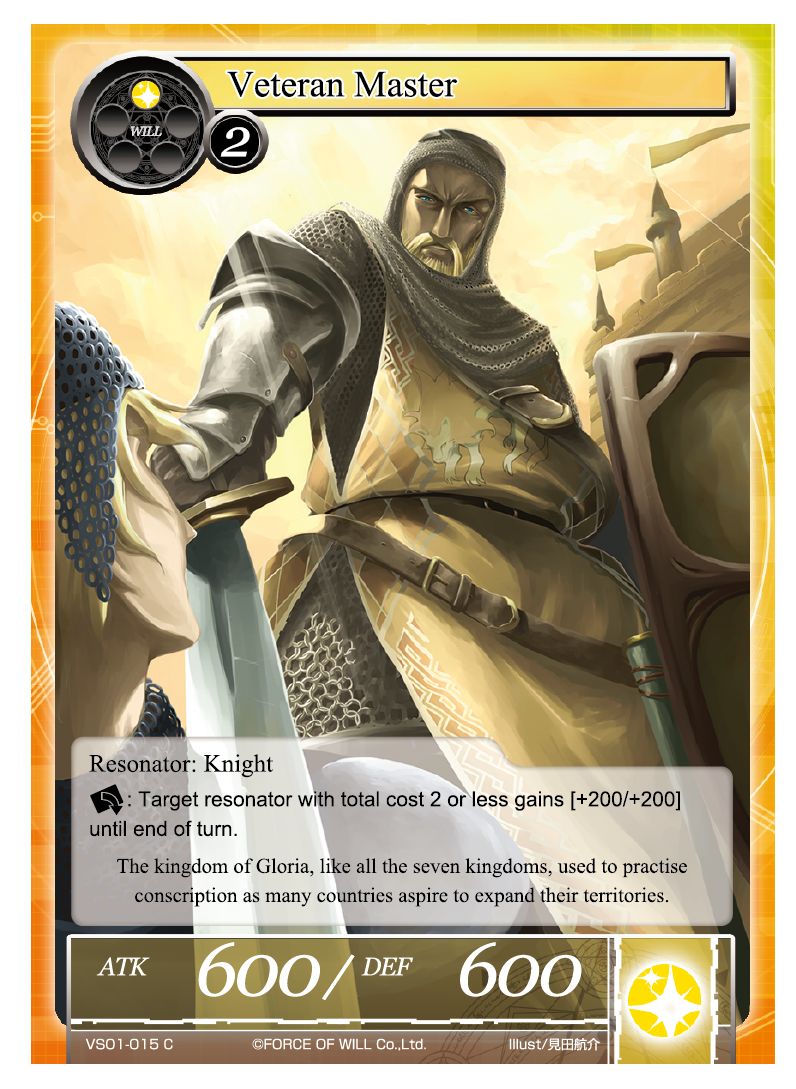 Veteran Master
WILL
2
Resonator: Knight
: Target resonator with total cost 2 or less gains [+200/+200]
until end of turn.
The kingdom of Gloria, like all the seven kingdoms, used to practise
conscription as many countries aspire to expand their territories.
ATK 600 / DEF 600
VS01-015 C ©FORCE OF WILL Co.,Ltd. Illust/見田航介